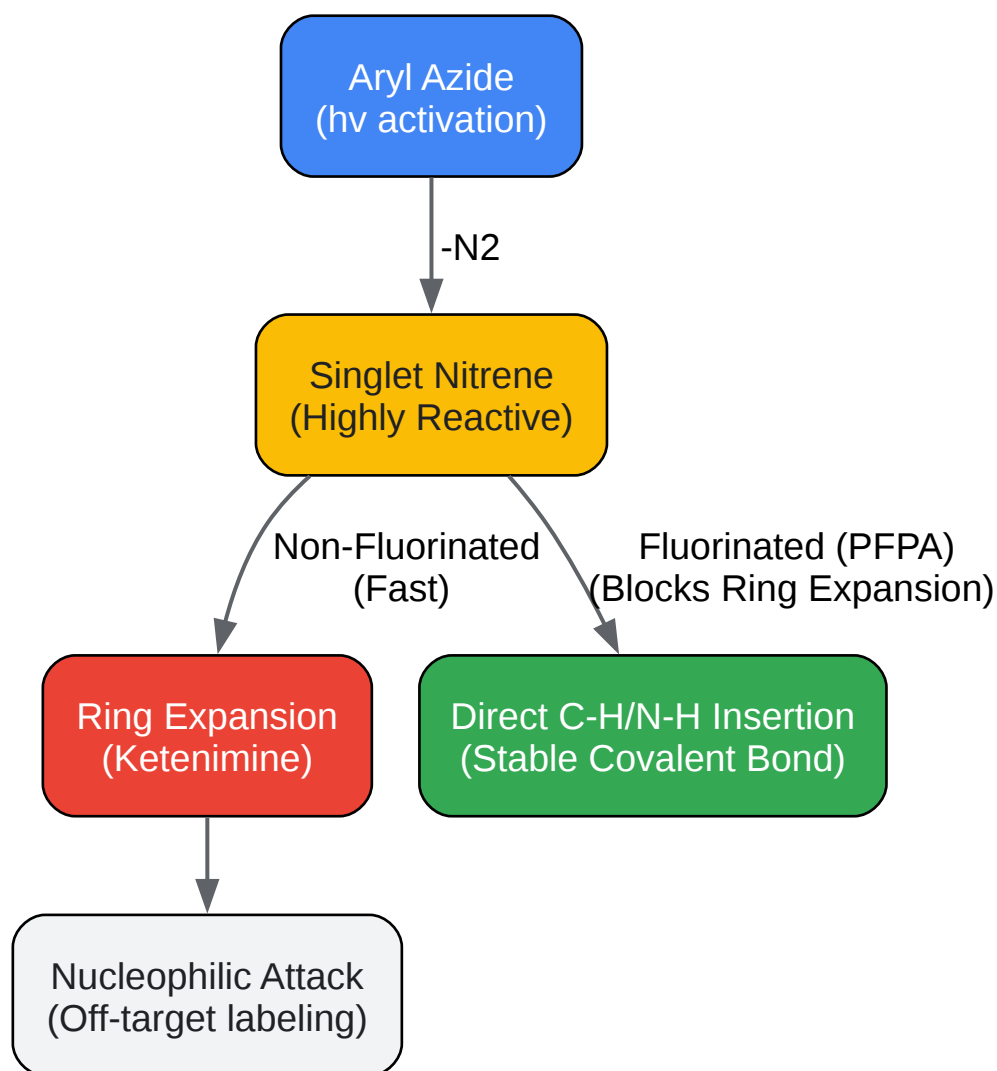 Aryl Azide
(hv activation)
-N2
Singlet Nitrene
(Highly Reactive)
Non-Fluorinated
(Fast)
Fluorinated (PFPA)
(Blocks Ring Expansion)
Ring Expansion
(Ketenimine)
Direct C-H/N-H Insertion
(Stable Covalent Bond)
Nucleophilic Attack
(Off-target labeling)